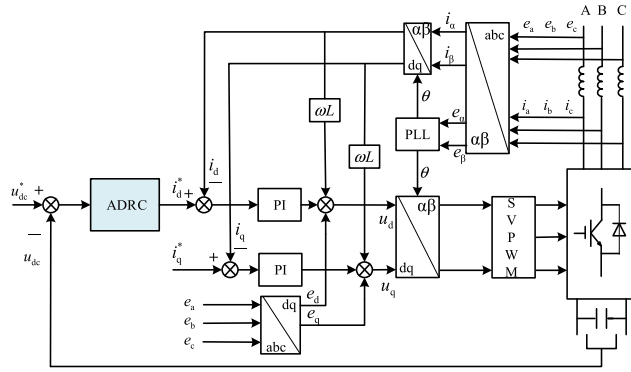 A B C
αβ
dq
i_α
i_β
abc
αβ
e_a e_b e_c
i_a i_b i_c
θ
ωL
PLL
e_α
e_β
ωL
θ
u*_dc +
−
u_dc
ADRC
i*_d +
i_d
−
PI
u_d
αβ
dq
S
V
P
W
M
i*_q +
i_q
−
PI
u_q
e_a
e_b
e_c
dq
abc
e_d
e_q